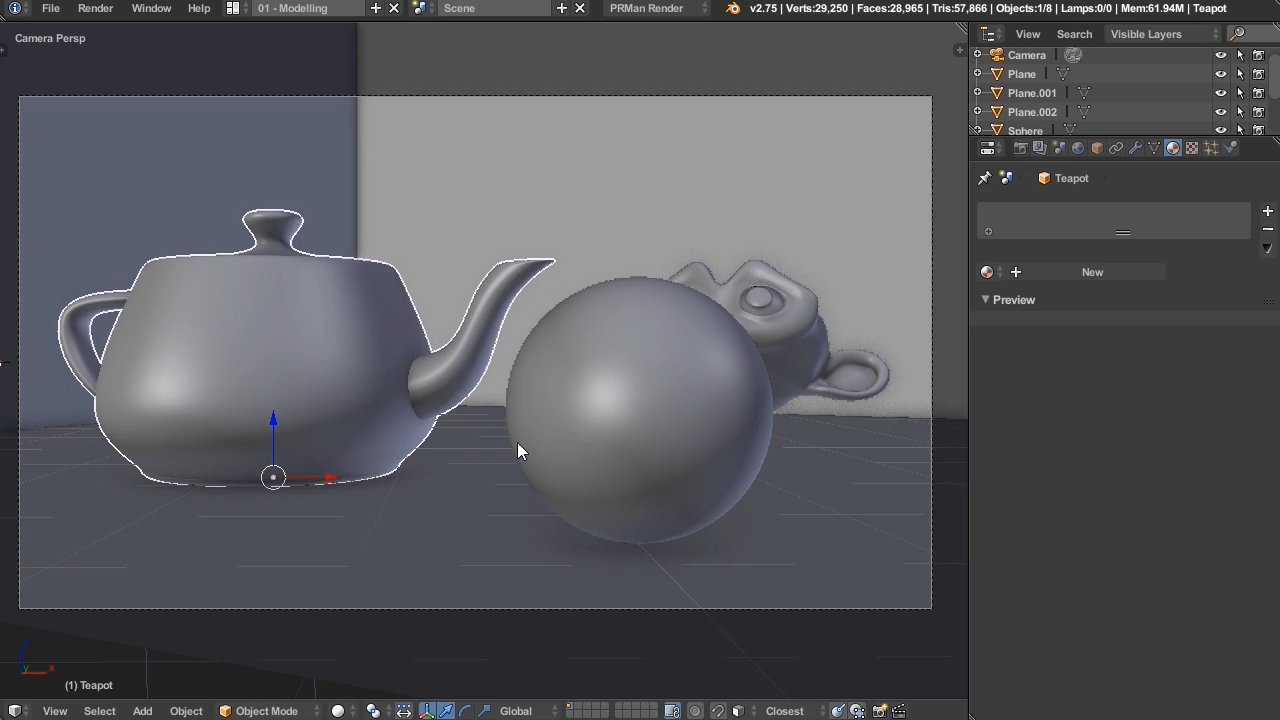 File Render Window Help 01 - Modelling Scene PRMan Render v2.75 | Verts:29,250 | Faces:28,965 | Tris:57,866 | Objects:1/8 | Lamps:0/0 | Mem:61.94M | Teapot
Camera Persp
View Search Visible Layers
Camera
Plane
Plane.001
Plane.002
Sphere
Teapot
New
Preview
x
y
(1) Teapot
View Select Add Object Object Mode Global Closest